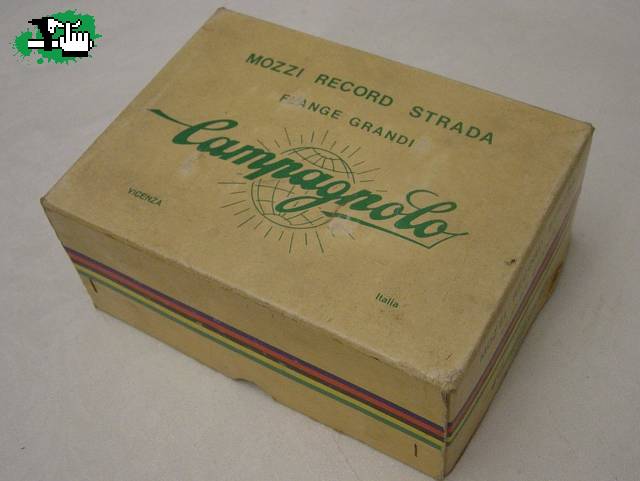 MOZZI RECORD STRADA
FLANGE GRANDI
Campagnolo
VICENZA
Italia